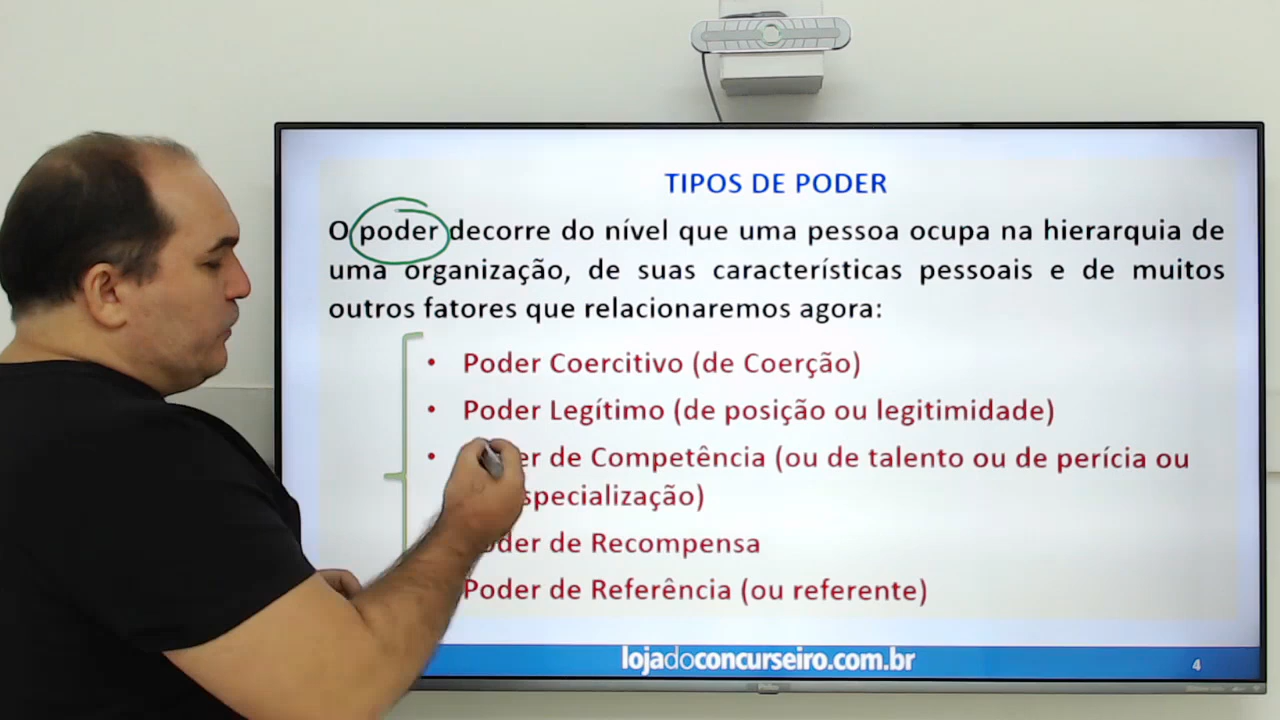 TIPOS DE PODER
O poder decorre do nível que uma pessoa ocupa na hierarquia de
uma organização, de suas características pessoais e de muitos
outros fatores que relacionaremos agora:
• Poder Coercitivo (de Coerção)
• Poder Legítimo (de posição ou legitimidade)
• de Competência (ou de talento ou de perícia ou
Poder de Recompensa
Poder de Referência (ou referente)
lojadoconcurseiro.com.br
4